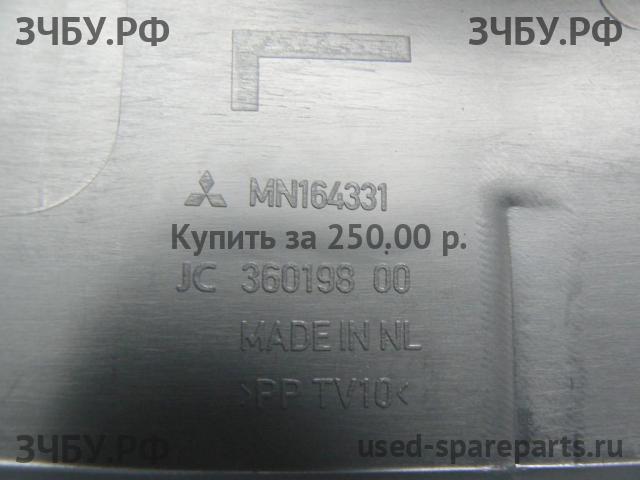 ЗЧБУ.РФ ЗЧБУ.РФ
MN164331
Купить за 250,00 р.
JC 360198 00
MADE IN NL
>PP TV10<
ЗЧБУ.РФ used-spareparts.ru